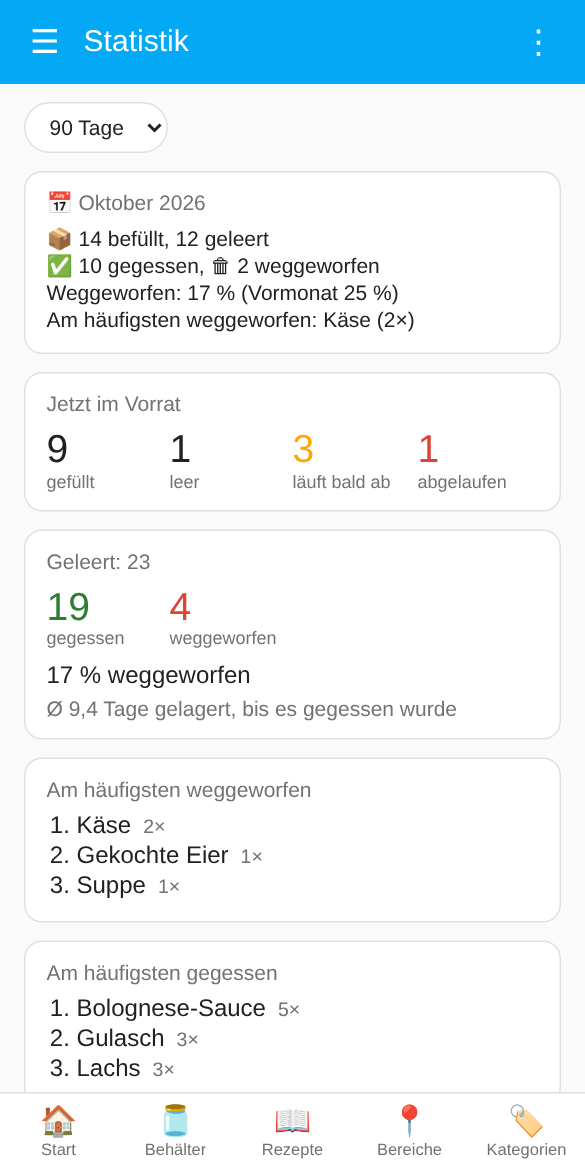 ☰ Statistik ⋮
90 Tage
📅 Oktober 2026
📦 14 befüllt, 12 geleert
✅ 10 gegessen, 🗑 2 weggeworfen
Weggeworfen: 17 % (Vormonat 25 %)
Am häufigsten weggeworfen: Käse (2×)
Jetzt im Vorrat
9 1 3 1
gefüllt leer läuft bald ab abgelaufen
Geleert: 23
19 4
gegessen weggeworfen
17 % weggeworfen
Ø 9,4 Tage gelagert, bis es gegessen wurde
Am häufigsten weggeworfen
1. Käse 2×
2. Gekochte Eier 1×
3. Suppe 1×
Am häufigsten gegessen
1. Bolognese-Sauce 5×
2. Gulasch 3×
3. Lachs 3×
Start Behälter Rezepte Bereiche Kategorien